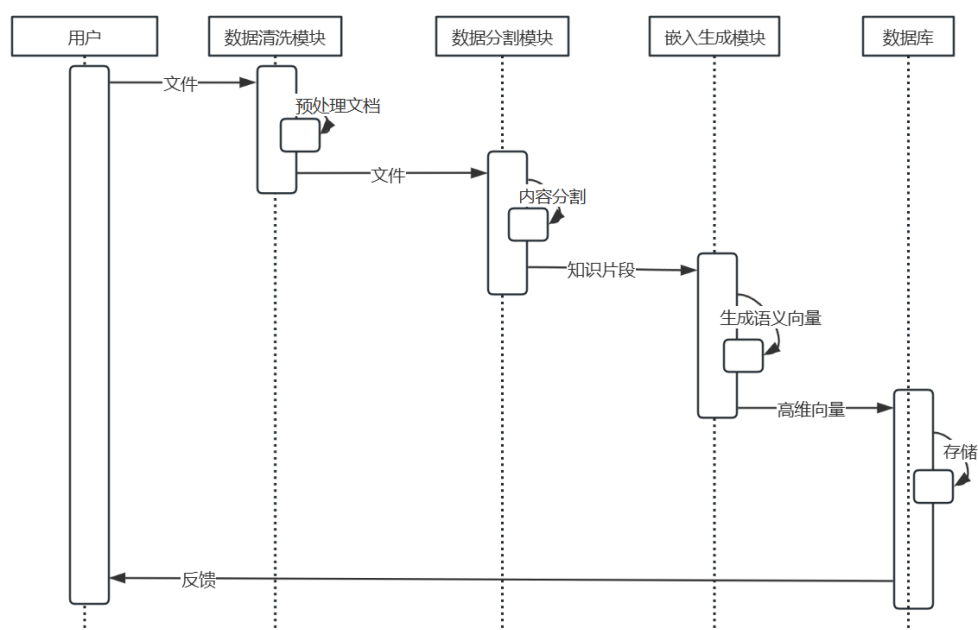 用户
数据清洗模块
数据分割模块
嵌入生成模块
数据库
文件
预处理文档
文件
内容分割
知识片段
生成语义向量
高维向量
存储
反馈